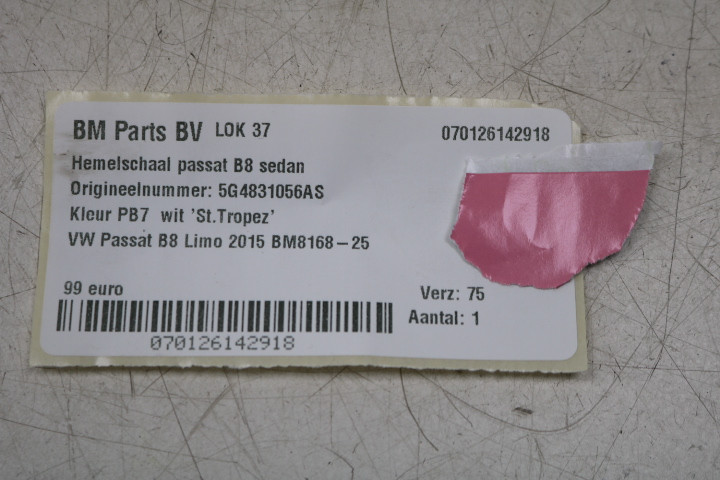 BM Parts BV LOK 37 070126142918
Hemelschaal passat B8 sedan
Origineelnummer: 5G4831056AS
Kleur PB7 wit 'St.Tropez'
VW Passat B8 Limo 2015 BM8168-25
99 euro Verz: 75
Aantal: 1
070126142918